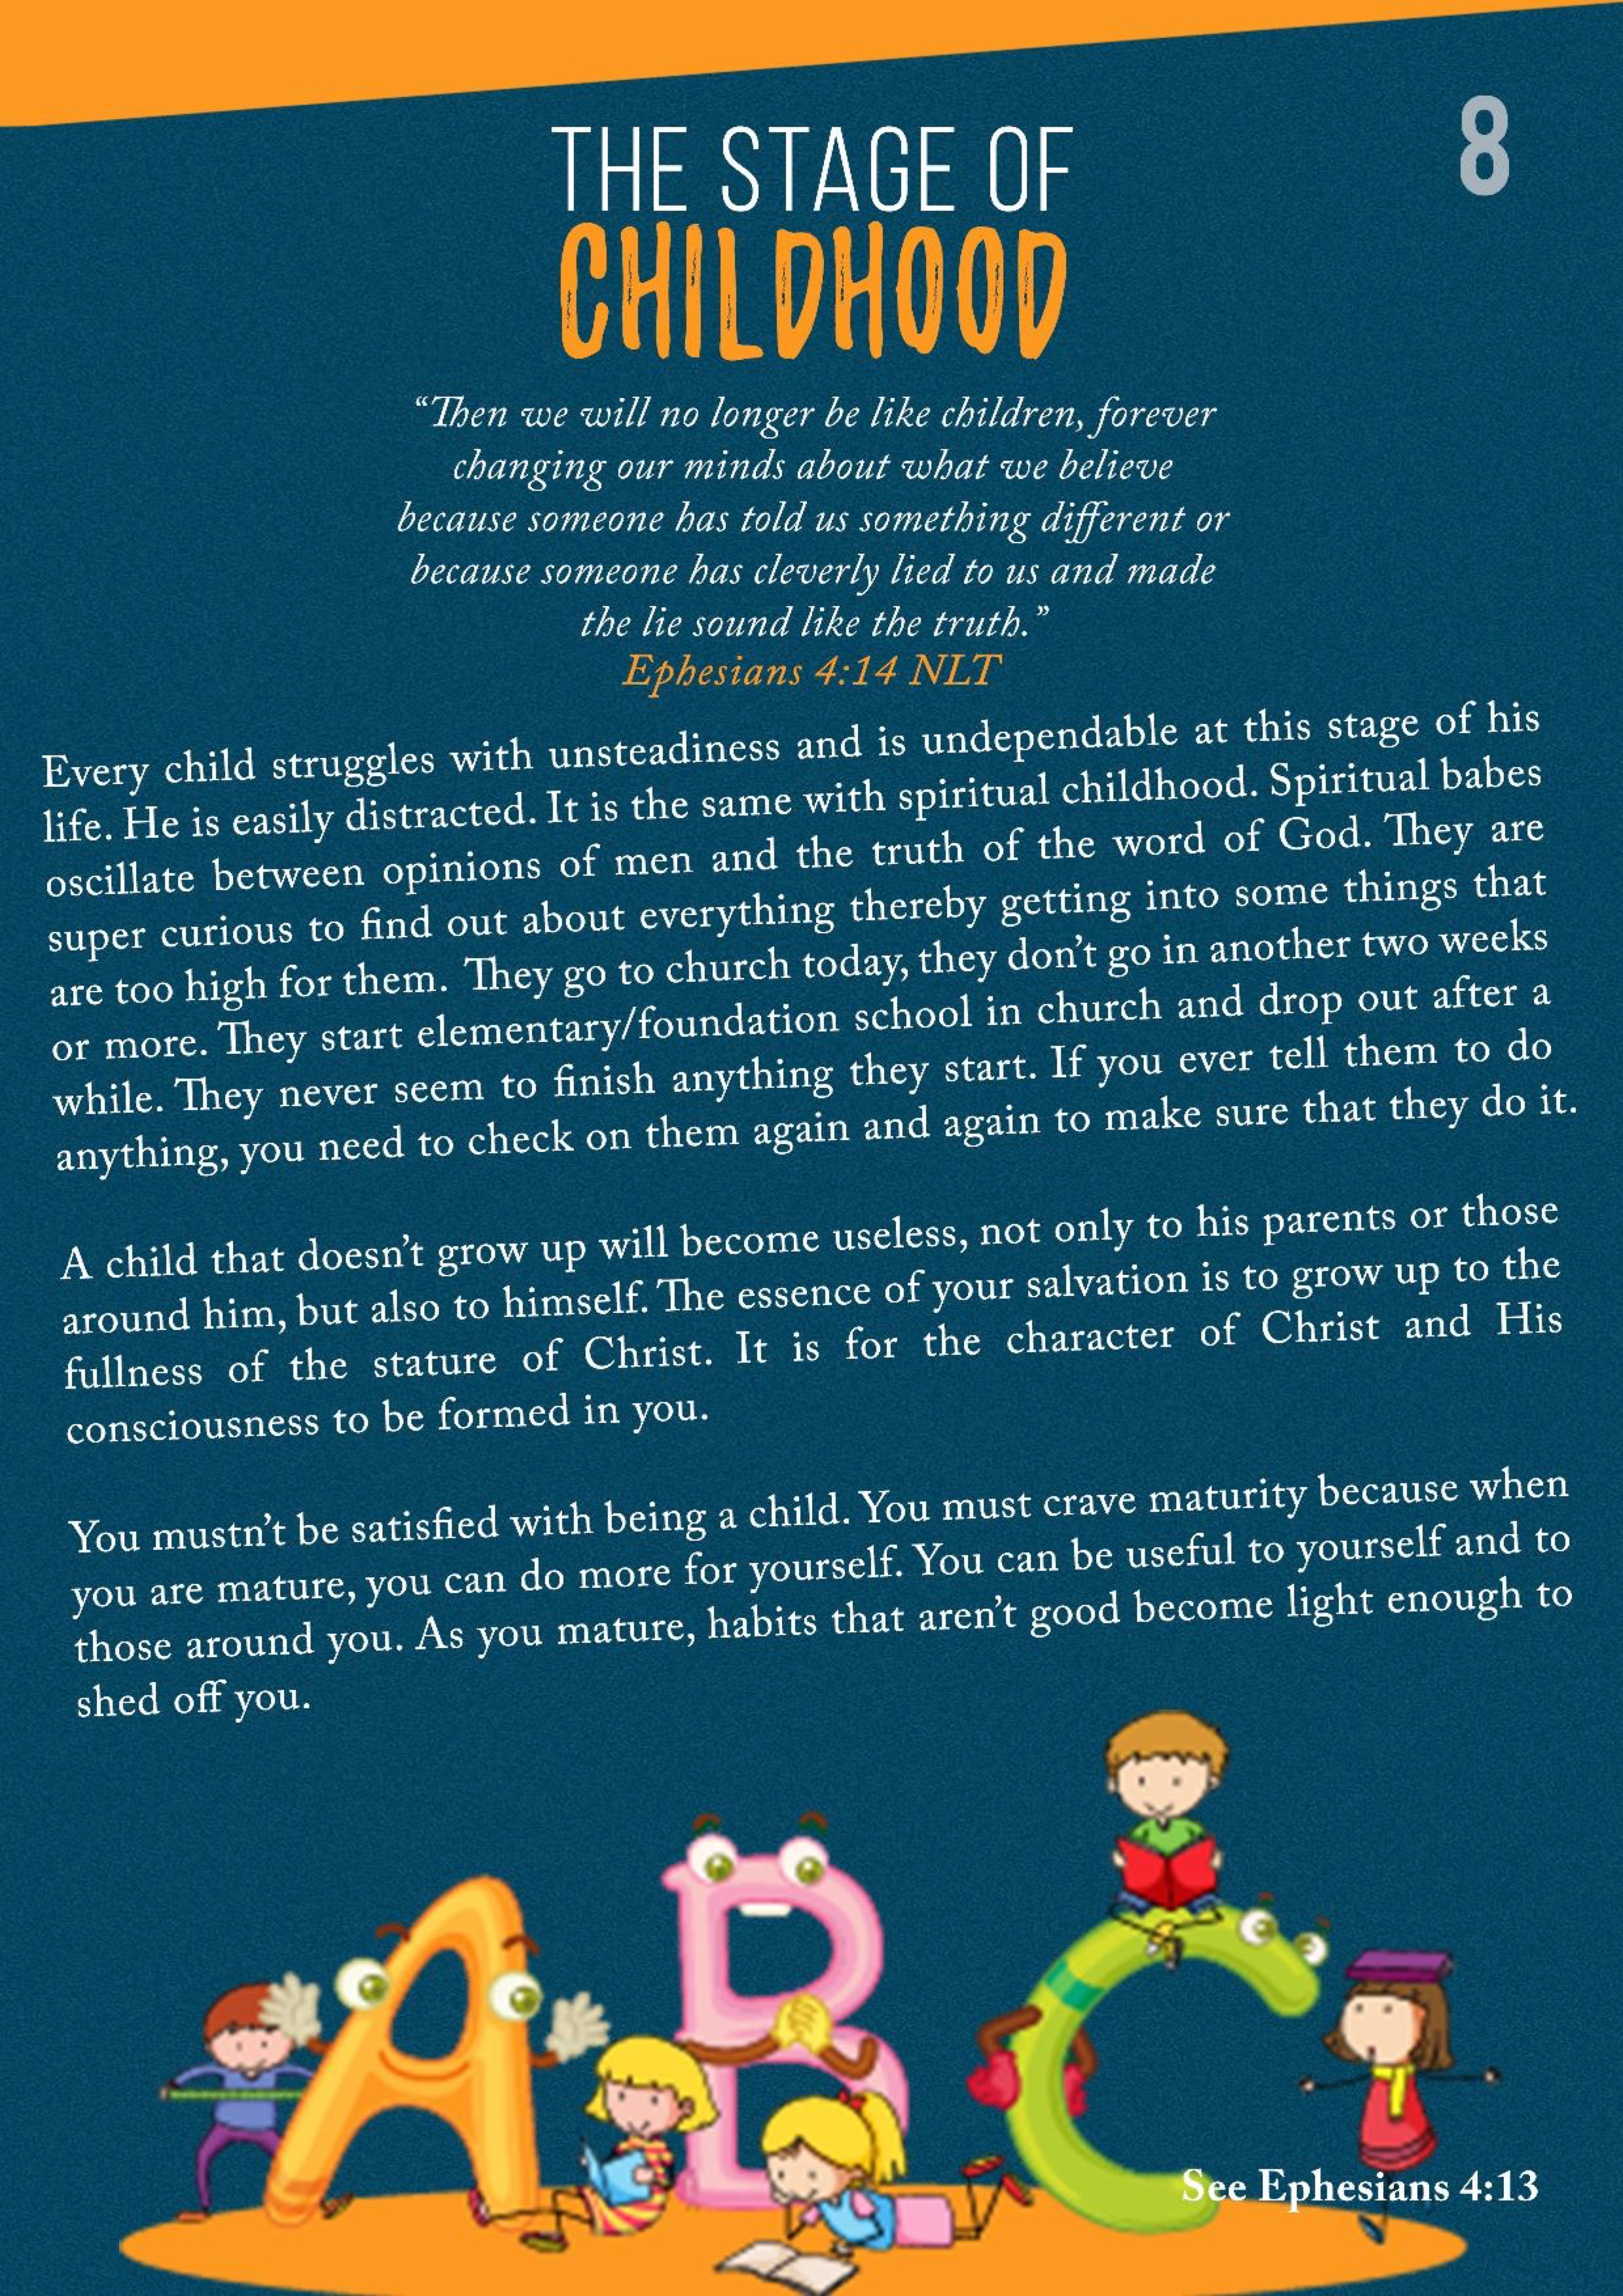 8
THE STAGE OF
CHILDHOOD
“Then we will no longer be like children, forever
changing our minds about what we believe
because someone has told us something different or
because someone has cleverly lied to us and made
the lie sound like the truth.”
Ephesians 4:14 NLT
Every child struggles with unsteadiness and is undependable at this stage of his
life. He is easily distracted. It is the same with spiritual childhood. Spiritual babes
oscillate between opinions of men and the truth of the word of God. They are
super curious to find out about everything thereby getting into some things that
are too high for them. They go to church today, they don’t go in another two weeks
or more. They start elementary/foundation school in church and drop out after a
while. They never seem to finish anything they start. If you ever tell them to do
anything, you need to check on them again and again to make sure that they do it.
A child that doesn’t grow up will become useless, not only to his parents or those
around him, but also to himself. The essence of your salvation is to grow up to the
fullness of the stature of Christ. It is for the character of Christ and His
consciousness to be formed in you.
You mustn’t be satisfied with being a child. You must crave maturity because when
you are mature, you can do more for yourself. You can be useful to yourself and to
those around you. As you mature, habits that aren’t good become light enough to
shed off you.
A B C
See Ephesians 4:13